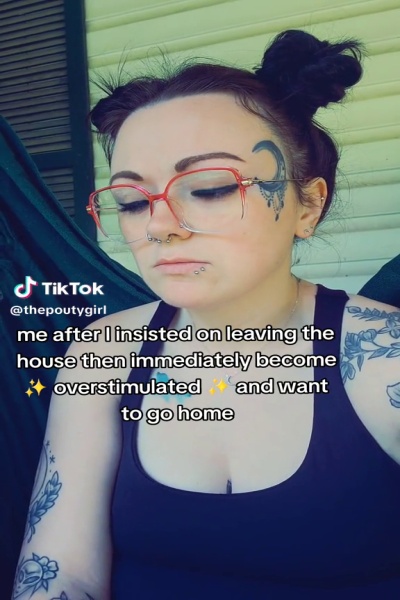 TikTok
@thepoutygirl
me after I insisted on leaving the
house then immediately become
✨ overstimulated ✨ and want
to go home